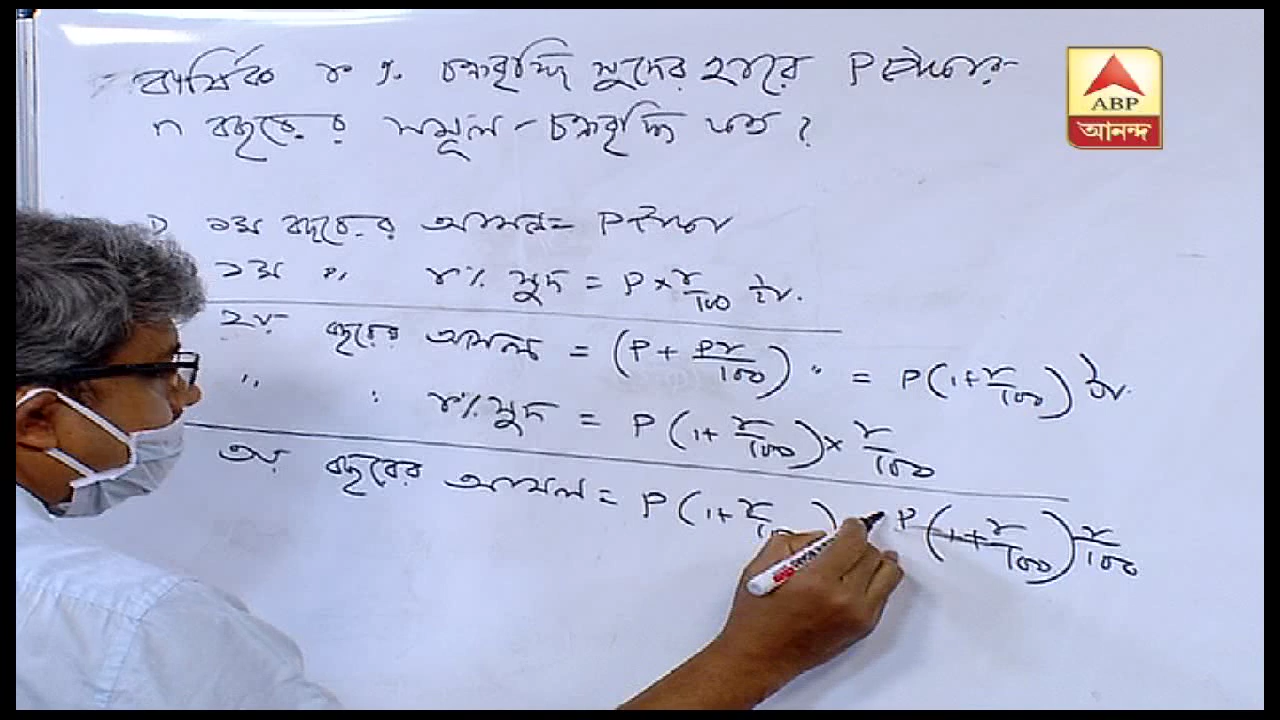 বার্ষিক r % চক্রবৃদ্ধি সুদের হারে P টাকার
n বছরের সমূল-চক্রবৃদ্ধি কত?
ABP
আনন্দ
১ম বছরের আসল = P টাকা
১ম " r% সুদ = P × r/100 টা.
২য় বছরের আসল = (P + Pr/100) " = P(1+r/100) টা.
" " r% সুদ = P(1+r/100) × r/100
৩য় বছরের আসল = P(1+r/100) P(1+r/100) r/100